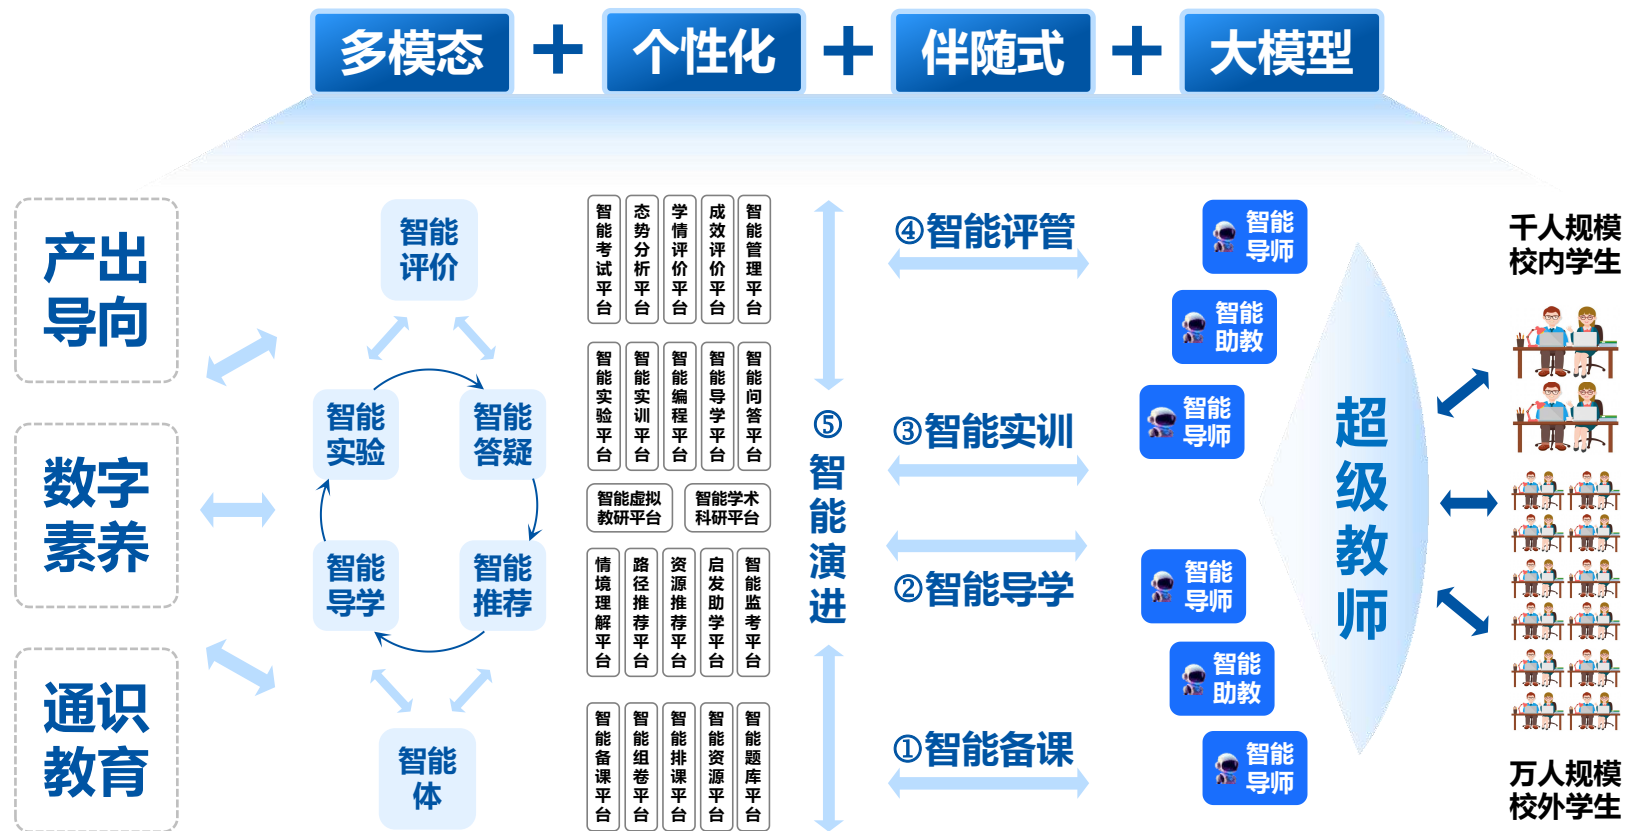 多模态
+
个性化
+
伴随式
+
大模型
产出
导向
数字
素养
通识
教育
智能
评价
智能
实验
智能
答疑
智能
导学
智能
推荐
智能
体
智能考试平台
态势分析平台
学情评价平台
成效评价平台
智能管理平台
智能实验平台
智能实训平台
智能编程平台
智能导学平台
智能问答平台
智能虚拟
教研平台
智能学术
科研平台
情境理解平台
路径推荐平台
资源推荐平台
启发助学平台
智能监考平台
智能备课平台
智能组卷平台
智能排课平台
智能资源平台
智能题库平台
⑤智能演进
④智能评管
③智能实训
②智能导学
①智能备课
智能
导师
智能
助教
智能
导师
智能
导师
智能
助教
智能
导师
超级教师
千人规模
校内学生
万人规模
校外学生